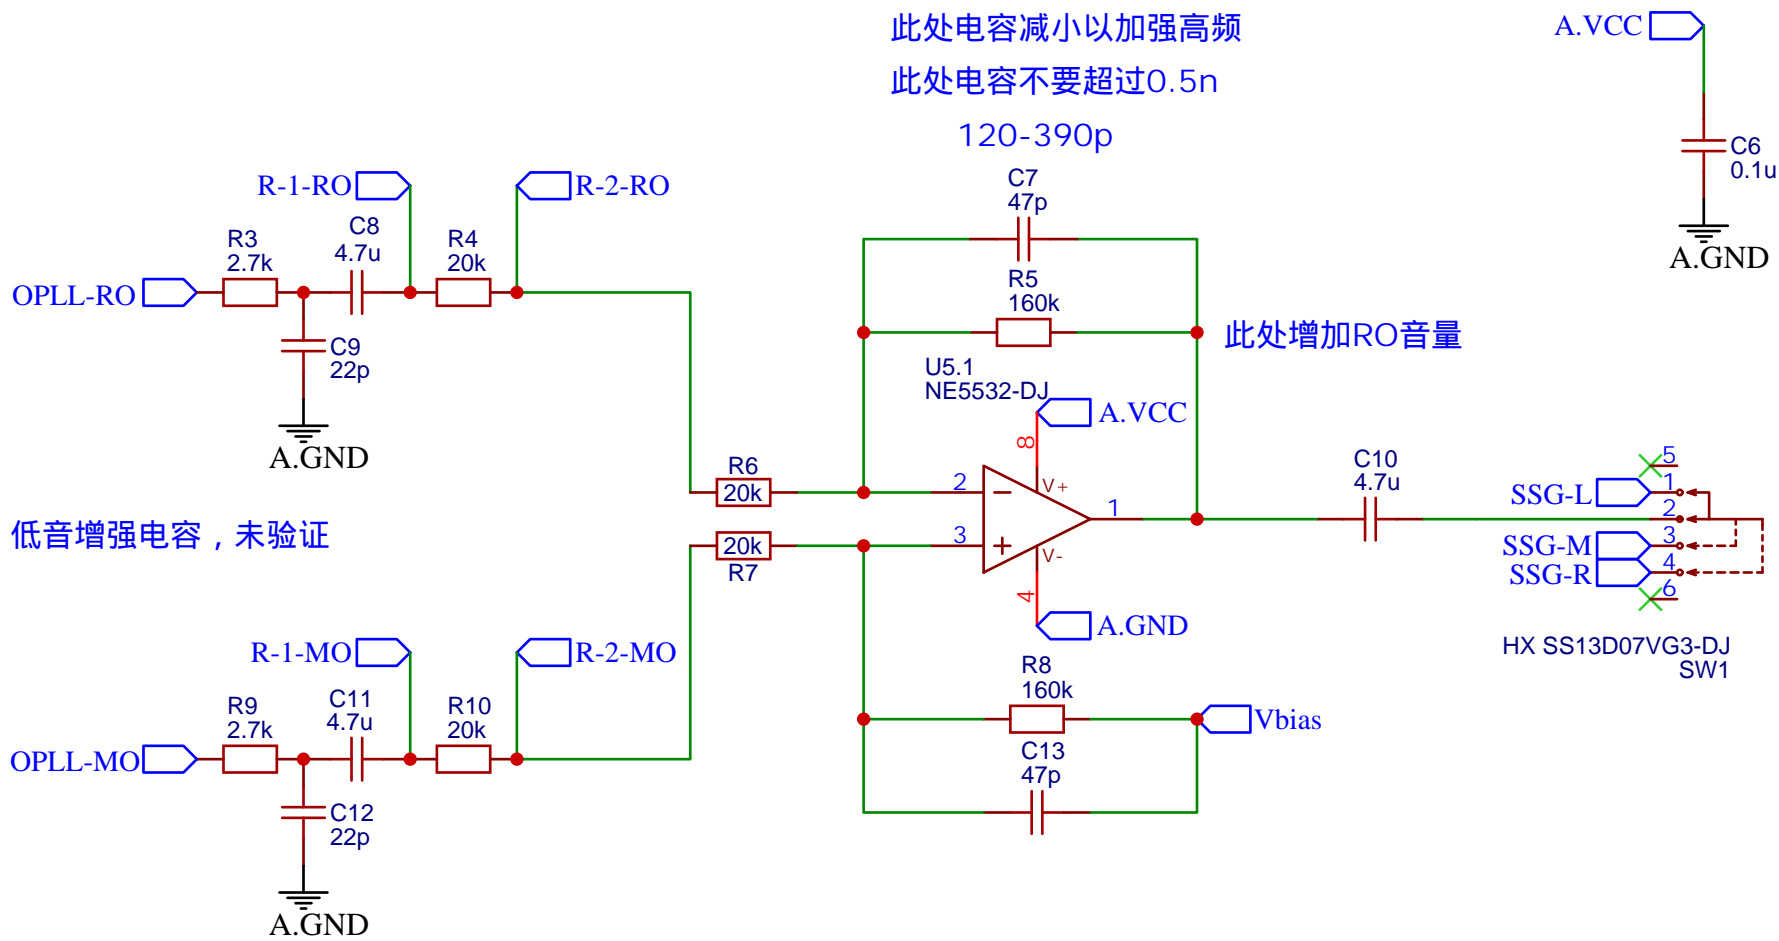 此处电容减小以加强高频
此处电容不要超过0.5n
120-390p
A.VCC
C6
0.1u
A.GND
R-1-RO
R-2-RO
C7
47p
R3
2.7k
C8
4.7u
R4
20k
OPLL-RO
R5
160k
C9
22p
A.GND
此处增加RO音量
U5.1
NE5532-DJ
A.VCC
8
R6
20k
2
V+
1
3
V-
4
A.GND
20k
R7
C10
4.7u
5
SSG-L
1
2
SSG-M
3
SSG-R
4
6
HX SS13D07VG3-DJ
SW1
低音增强电容，未验证
R-1-MO
R-2-MO
R8
160k
Vbias
R9
2.7k
C11
4.7u
R10
20k
OPLL-MO
C13
47p
C12
22p
A.GND